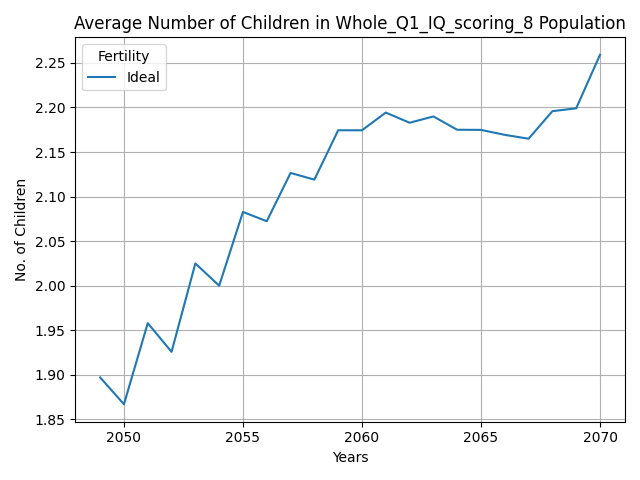 Average Number of Children in Whole_Q1_IQ_scoring_8 Population
Fertility
Ideal
2.25
2.20
2.15
2.10
2.05
2.00
1.95
1.90
1.85
No. of Children
2050
2055
2060
2065
2070
Years